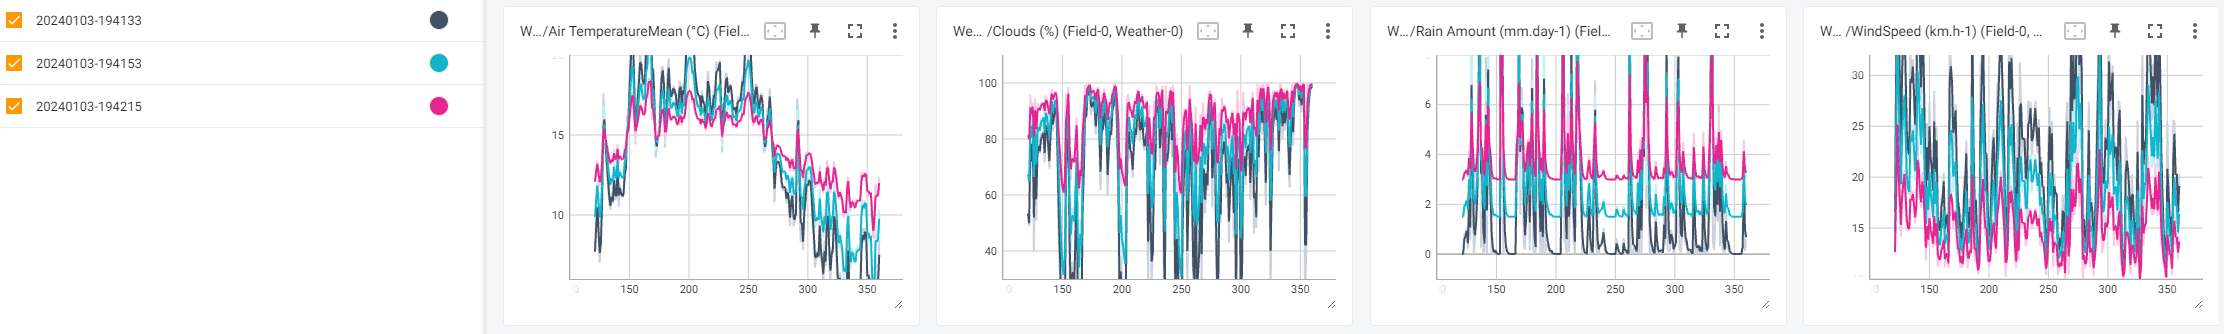 20240103-194133
20240103-194153
20240103-194215
W.../Air TemperatureMean (°C) (Fiel...
15
10
150 200 250 300 350
We... /Clouds (%) (Field-0, Weather-0)
100
80
60
40
150 200 250 300 350
W.../Rain Amount (mm.day-1) (Fiel...
6
4
2
0
150 200 250 300 350
W... /WindSpeed (km.h-1) (Field-0, ...
30
25
20
15
150 200 250 300 350